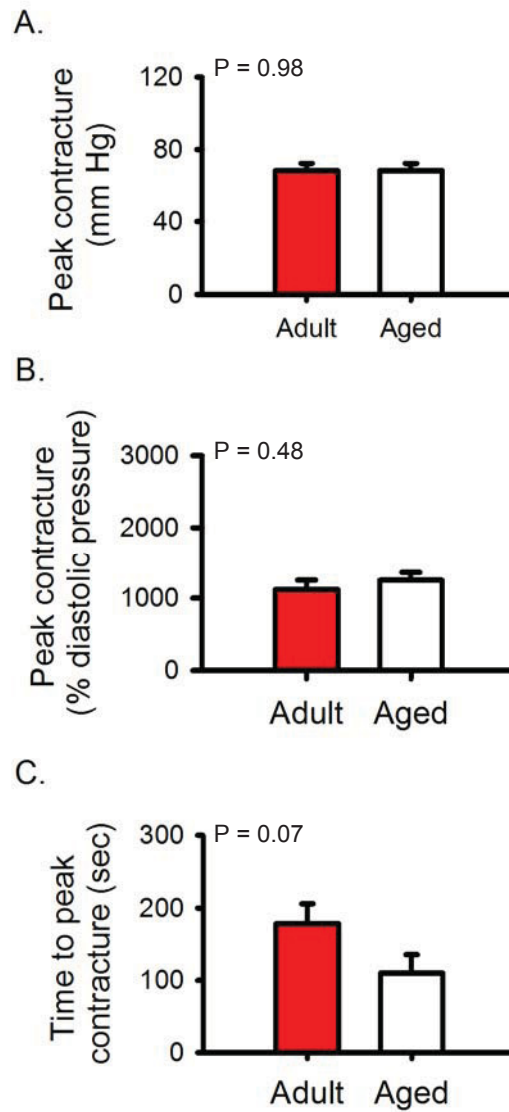 A.
P = 0.98
Peak contracture
(mm Hg)
120
80
40
0
Adult Aged
B.
P = 0.48
Peak contracture
(% diastolic pressure)
3000
2000
1000
0
Adult Aged
C.
P = 0.07
Time to peak
contracture (sec)
300
200
100
0
Adult Aged